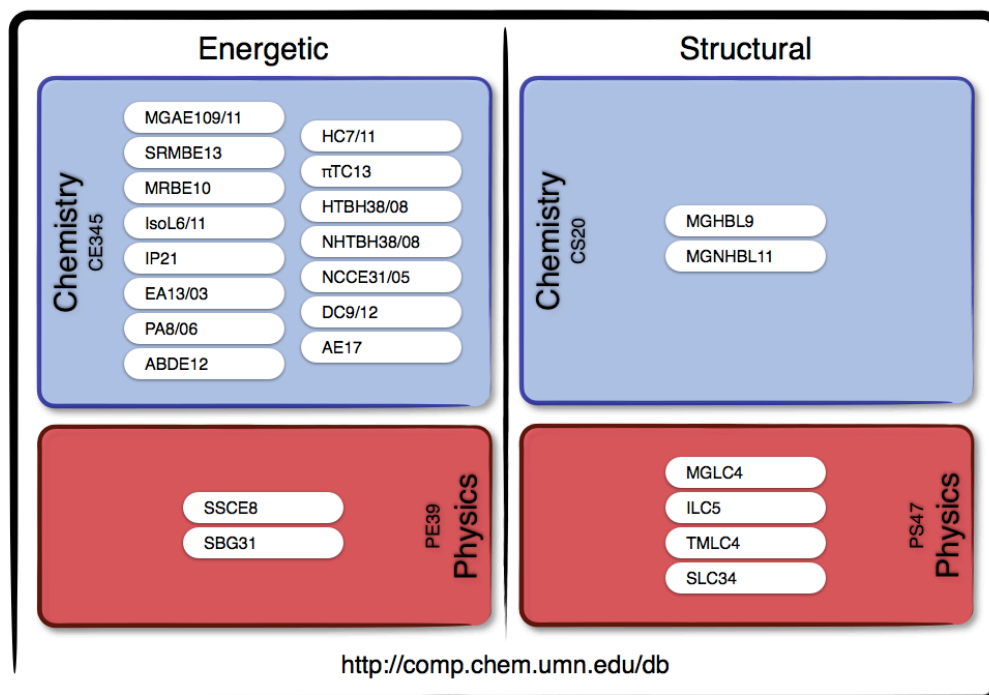 Energetic
Structural
Chemistry
CE345
MGAE109/11
SRMBE13
MRBE10
IsoL6/11
IP21
EA13/03
PA8/06
ABDE12
HC7/11
πTC13
HTBH38/08
NHTBH38/08
NCCE31/05
DC9/12
AE17
Chemistry
CS20
MGHBL9
MGNHBL11
SSCE8
SBG31
PE39
Physics
MGLC4
ILC5
TMLC4
SLC34
PS47
Physics
http://comp.chem.umn.edu/db